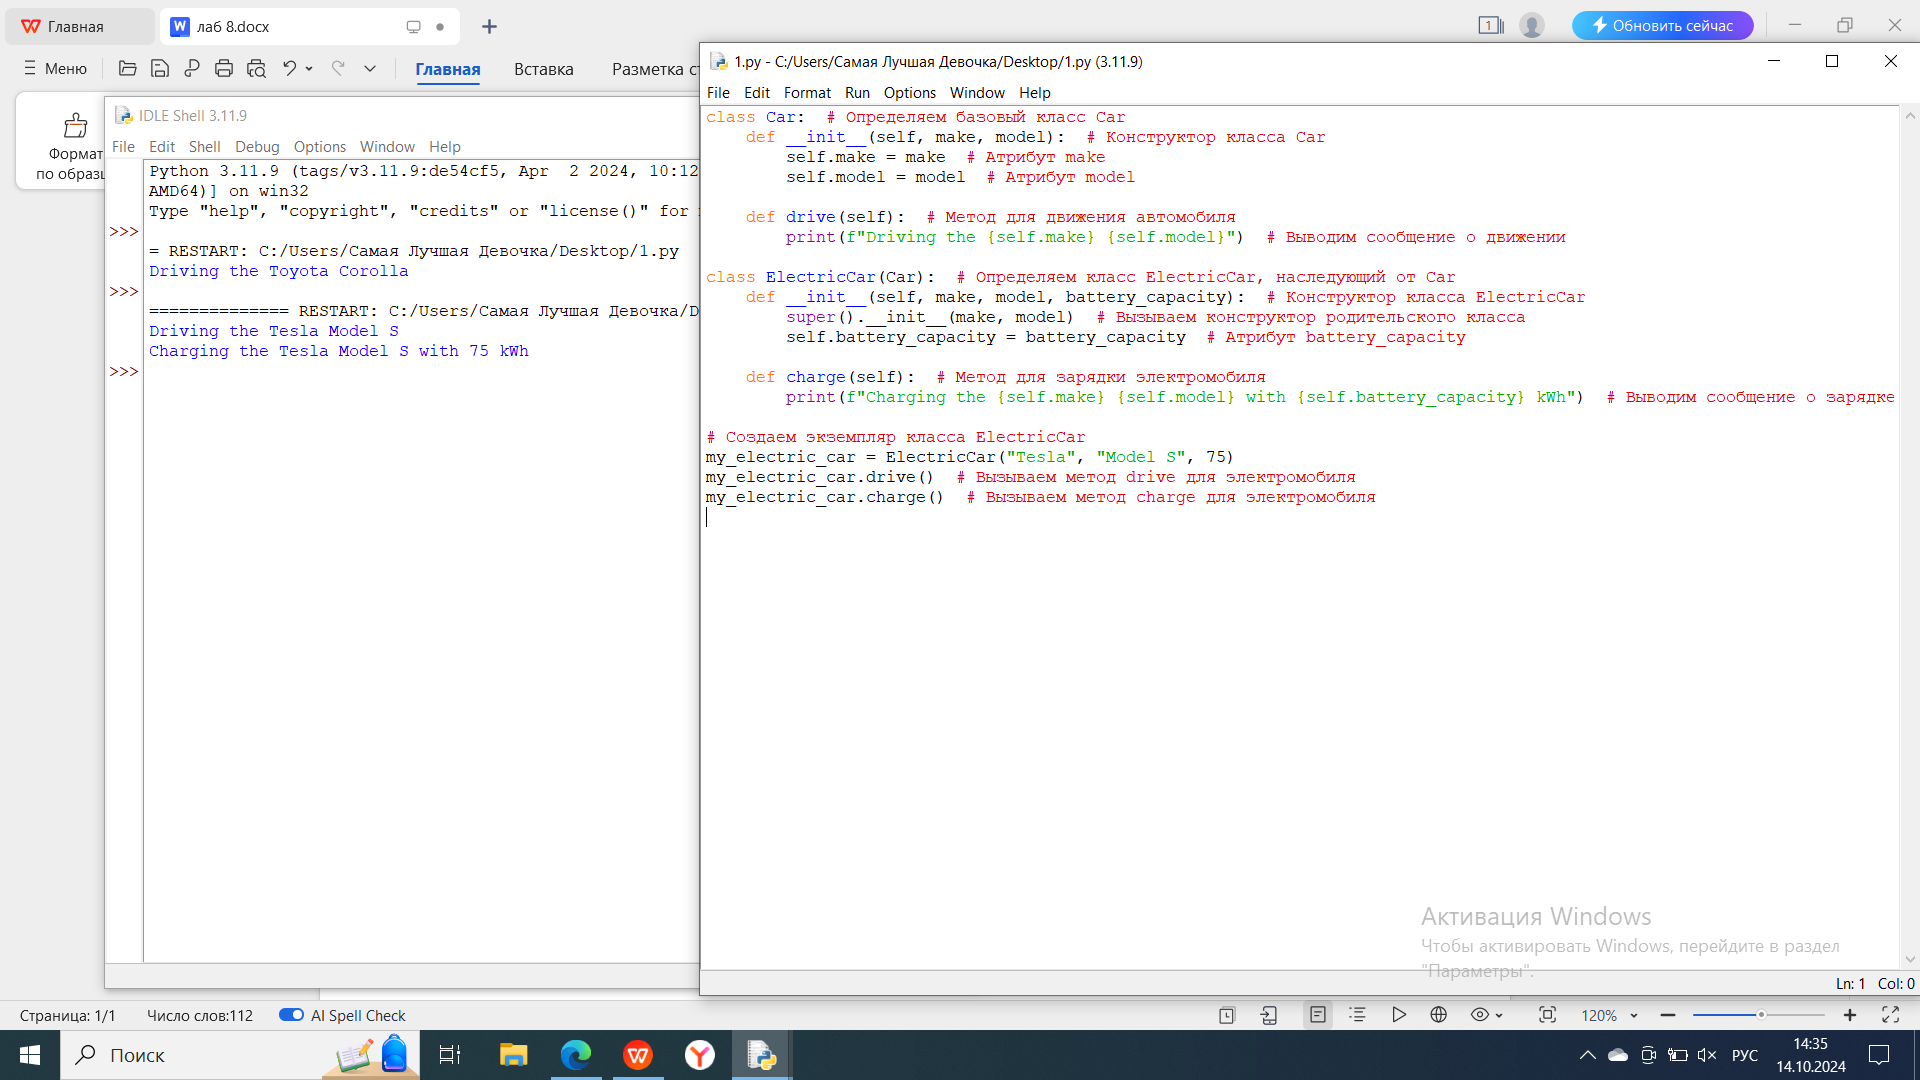 Главная
лаб 8.docx
1
Обновить сейчас
Меню
Главная
Вставка
Разметка
Формат
по образц
IDLE Shell 3.11.9
File Edit Shell Debug Options Window Help
Python 3.11.9 (tags/v3.11.9:de54cf5, Apr  2 2024, 10:12
AMD64)] on win32
Type "help", "copyright", "credits" or "license()" for
>>>
= RESTART: C:/Users/Самая Лучшая Девочка/Desktop/1.py
Driving the Toyota Corolla
>>>
============== RESTART: C:/Users/Самая Лучшая Девочка/D
Driving the Tesla Model S
Charging the Tesla Model S with 75 kWh
>>>
1.py - C:/Users/Самая Лучшая Девочка/Desktop/1.py (3.11.9)
File Edit Format Run Options Window Help
class Car:  # Определяем базовый класс Car
    def __init__(self, make, model):  # Конструктор класса Car
        self.make = make  # Атрибут make
        self.model = model  # Атрибут model
    def drive(self):  # Метод для движения автомобиля
        print(f"Driving the {self.make} {self.model}")  # Выводим сообщение о движении
class ElectricCar(Car):  # Определяем класс ElectricCar, наследующий от Car
    def __init__(self, make, model, battery_capacity):  # Конструктор класса ElectricCar
        super().__init__(make, model)  # Вызываем конструктор родительского класса
        self.battery_capacity = battery_capacity  # Атрибут battery_capacity
    def charge(self):  # Метод для зарядки электромобиля
        print(f"Charging the {self.make} {self.model} with {self.battery_capacity} kWh")  # Выводим сообщение о зарядке
# Создаем экземпляр класса ElectricCar
my_electric_car = ElectricCar("Tesla", "Model S", 75)
my_electric_car.drive()  # Вызываем метод drive для электромобиля
my_electric_car.charge()  # Вызываем метод charge для электромобиля
Активация Windows
Чтобы активировать Windows, перейдите в раздел
"Параметры".
Ln: 1 Col: 0
Страница: 1/1 Число слов:112 AI Spell Check
120%
Поиск
РУС
14:35
14.10.2024